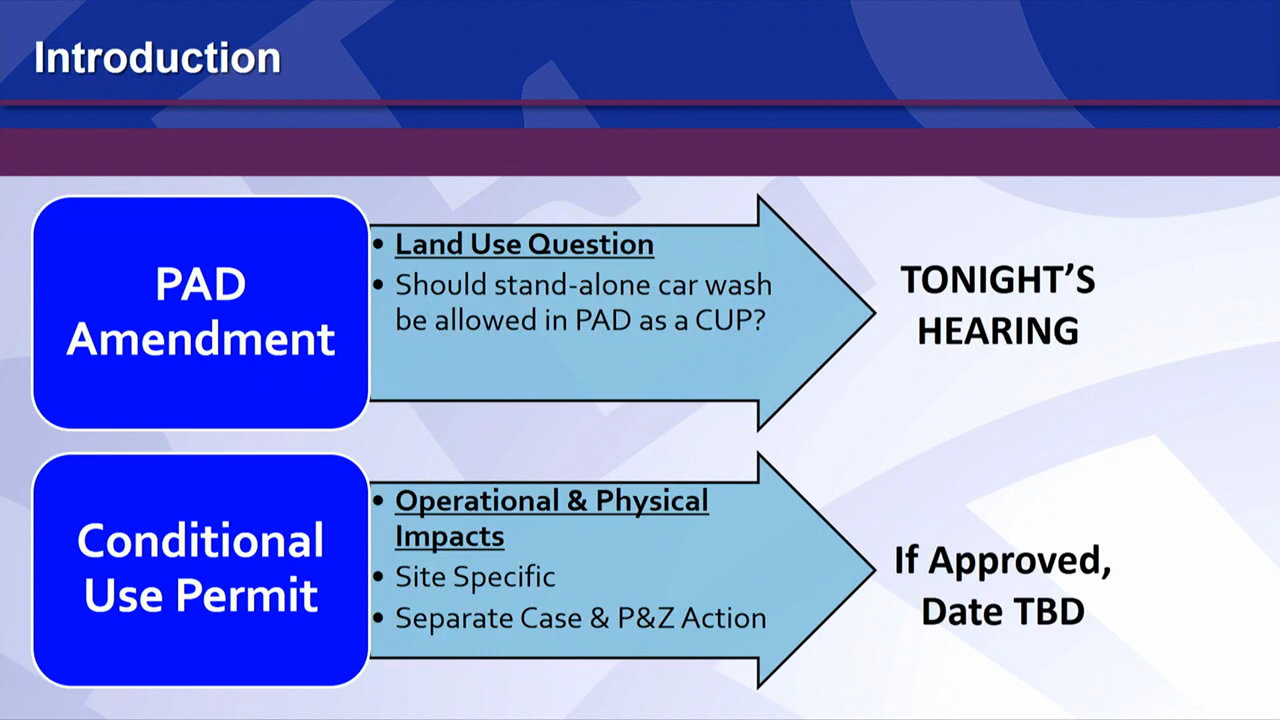 Introduction
PAD
Amendment
• Land Use Question
• Should stand-alone car wash
be allowed in PAD as a CUP?
TONIGHT’S
HEARING
Conditional
Use Permit
• Operational & Physical
Impacts
• Site Specific
• Separate Case & P&Z Action
If Approved,
Date TBD